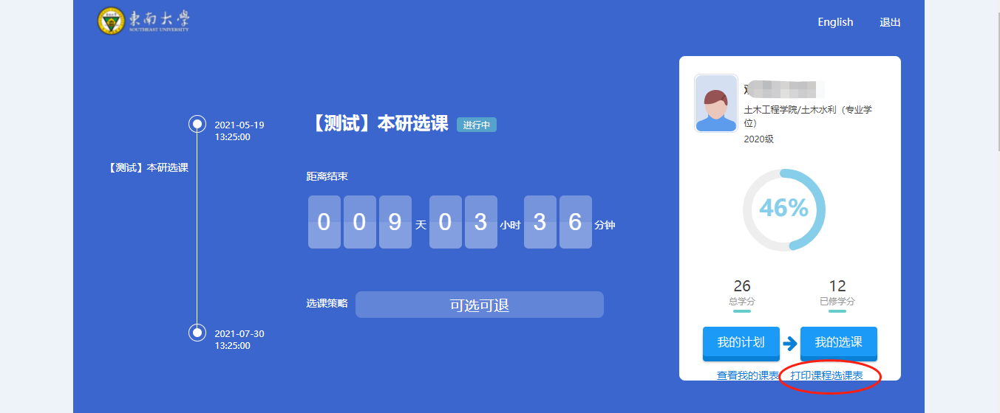 東南大學
SOUTHEAST UNIVERSITY
English
退出
2021-05-19
13:25:00
【测试】本研选课
2021-07-30
13:25:00
【测试】本研选课 进行中
距离结束
0 0 9 天 0 3 小时 3 6 分钟
选课策略 可选可退
土木工程学院/土木水利（专业学
位）
2020级
46%
26
总学分
12
已修学分
我的计划
我的选课
查看我的课表
打印课程选课表